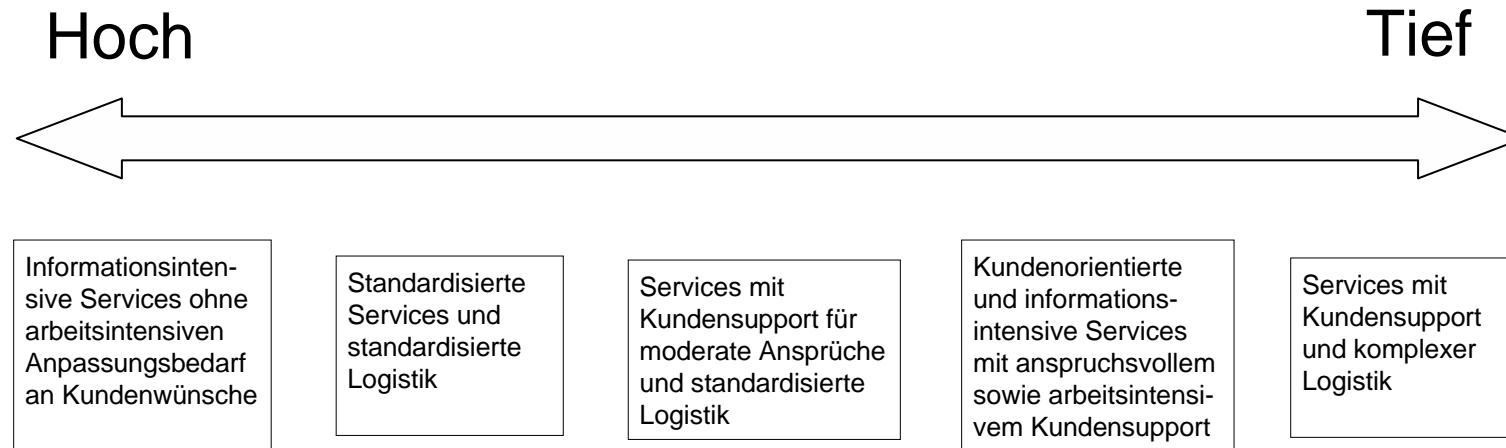 Hoch
Tief
Informationsinten-
sive Services ohne
arbeitsintensiven
Anpassungsbedarf
an Kundenwünsche
Standardisierte
Services und
standardisierte
Logistik
Services mit
Kundensupport für
moderate Ansprüche
und standardisierte
Logistik
Kundenorientierte
und informations-
intensive Services
mit anspruchsvollem
sowie arbeitsintensi-
vem Kundensupport
Services mit
Kundensupport
und komplexer
Logistik